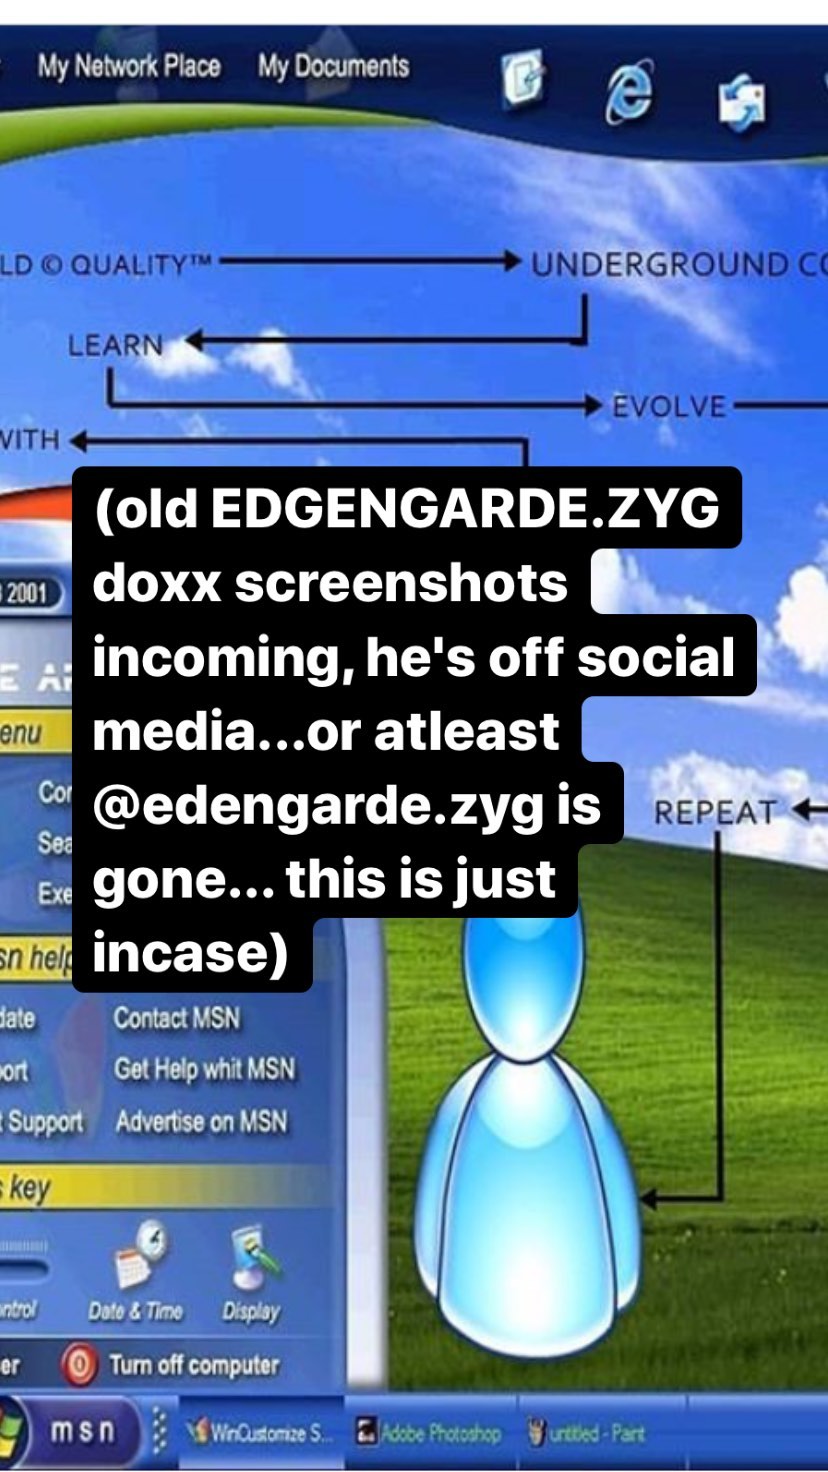 My Network Place My Documents
LD © QUALITY™ UNDERGROUND CO
LEARN
EVOLVE
WITH
(old EDGENGARDE.ZYG
doxx screenshots
incoming, he's off social
media...or atleast
@edengarde.zyg is
gone... this is just
incase)
2001
enu
REPEAT
Cor
Sea
Exe
sn help
date Contact MSN
ort Get Help whit MSN
t Support Advertise on MSN
s key
ntrol Date & Time Display
er Turn off computer
msn WinCustomize S... Adobe Photoshop untitled - Paint